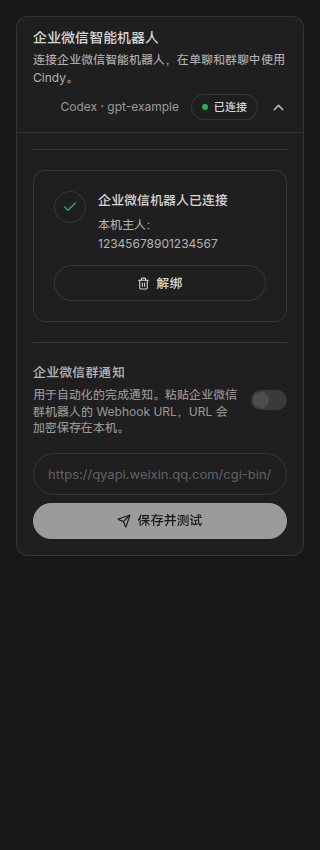 企业微信智能机器人
连接企业微信智能机器人，在单聊和群聊中使用
Cindy。
Codex · gpt-example
已连接
企业微信机器人已连接
本机主人：
12345678901234567
解绑
企业微信群通知
用于自动化的完成通知。粘贴企业微信
群机器人的 Webhook URL，URL 会
加密保存在本机。
https://qyapi.weixin.qq.com/cgi-bin/
保存并测试